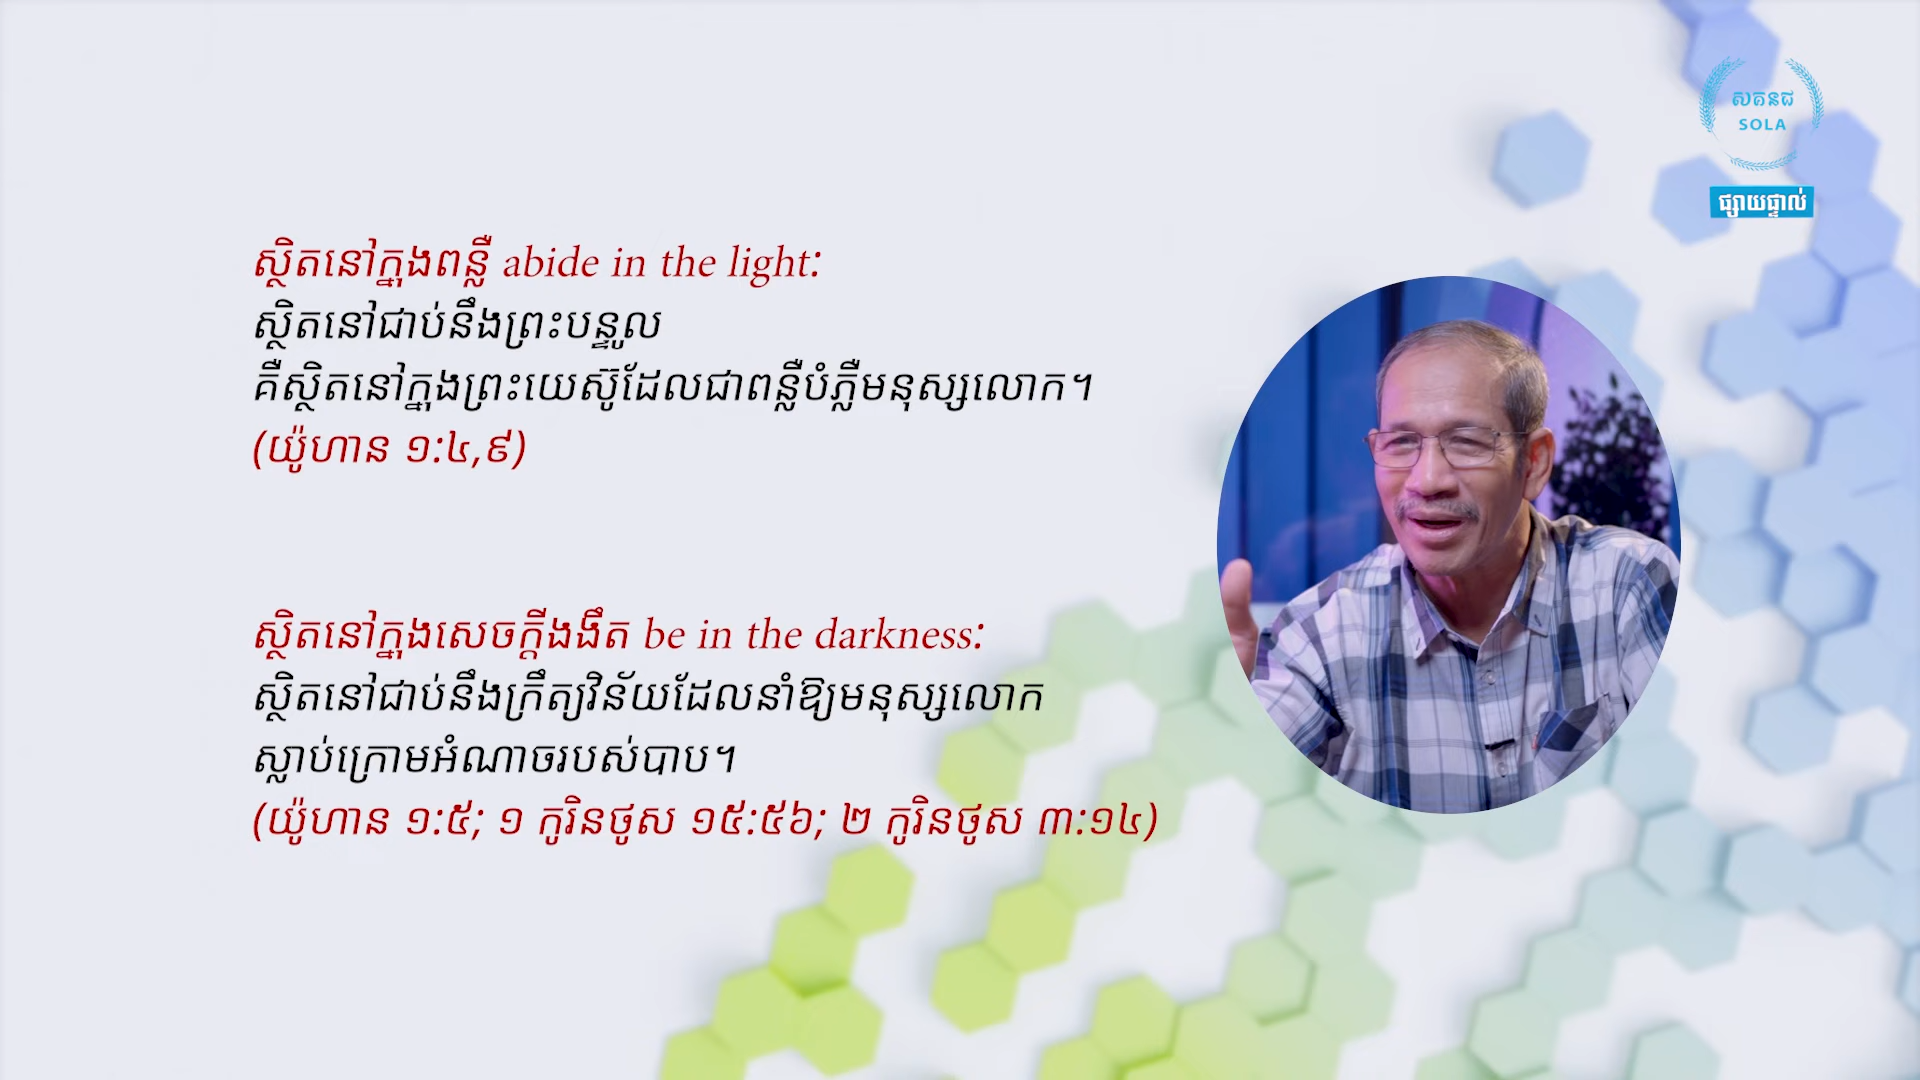 សគនជ
SOLA
ផ្សាយផ្ទាល់
ស្ថិតនៅក្នុងពន្លឺ abide in the light:
ស្ថិតនៅជាប់នឹងព្រះបន្ទូល
គឺស្ថិតនៅក្នុងព្រះយេស៊ូដែលជាពន្លឺបំភ្លឺមនុស្សលោក។
(យ៉ូហាន ១:៤,៩)
ស្ថិតនៅក្នុងសេចក្ដីងងឹត be in the darkness:
ស្ថិតនៅជាប់នឹងក្រឹត្យវិន័យដែលនាំឱ្យមនុស្សលោក
ស្លាប់ក្រោមអំណាចរបស់បាប។
(យ៉ូហាន ១:៥; ១ កូរិនថូស ១៥:៥៦; ២ កូរិនថូស ៣:១៤)